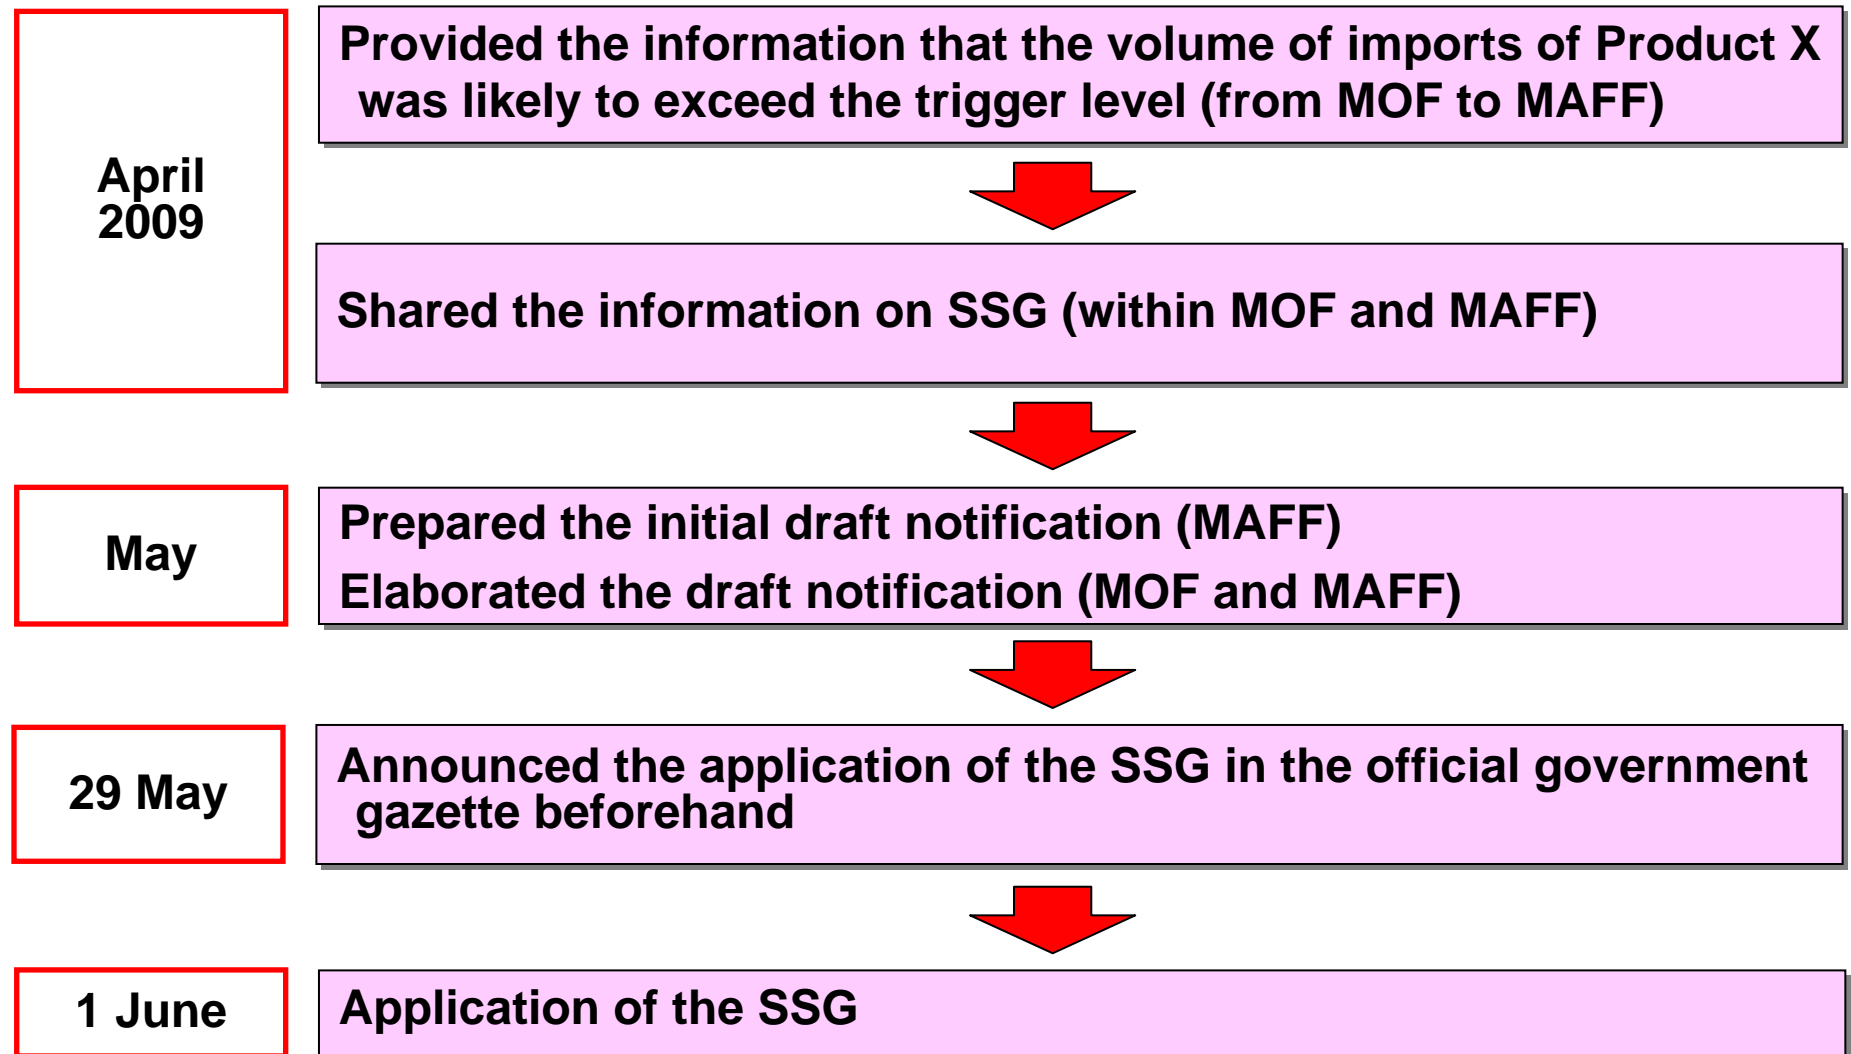 April
2009
Provided the information that the volume of imports of Product X
was likely to exceed the trigger level (from MOF to MAFF)
Shared the information on SSG (within MOF and MAFF)
May
Prepared the initial draft notification (MAFF)
Elaborated the draft notification (MOF and MAFF)
29 May
Announced the application of the SSG in the official government
gazette beforehand
1 June
Application of the SSG